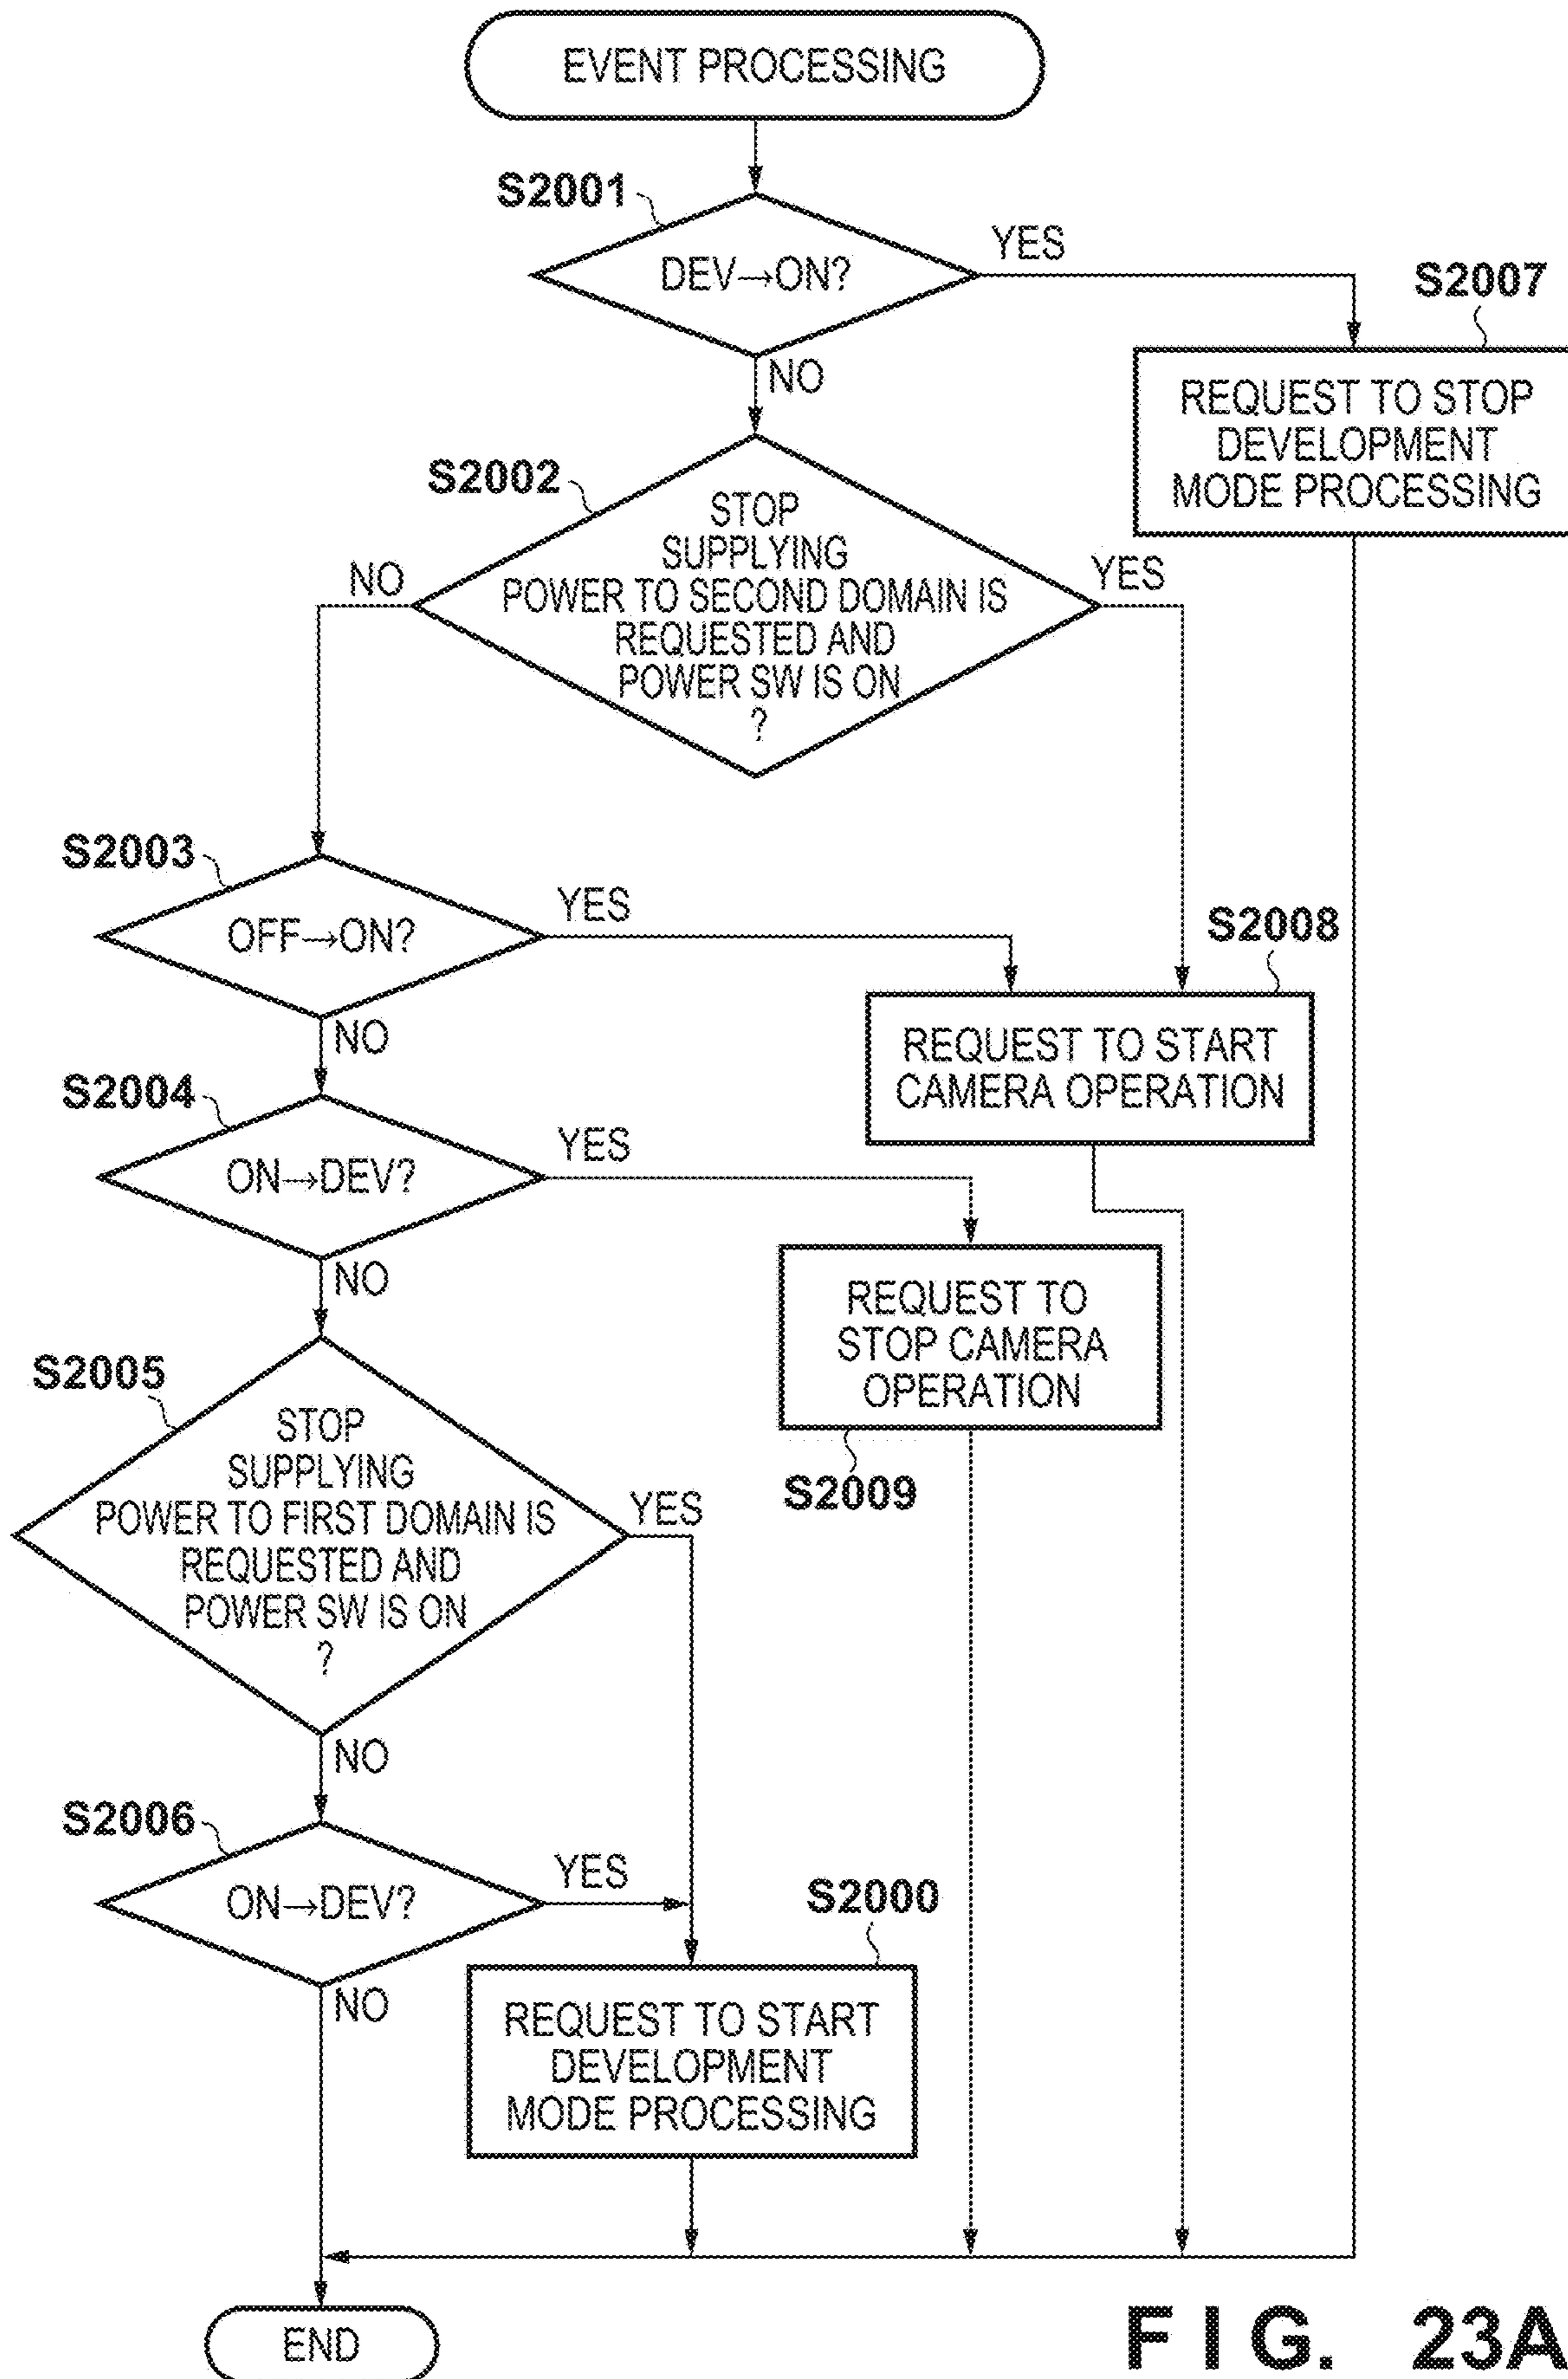 EVENT PROCESSING
S2001
DEV→ON?
YES
NO
S2007
REQUEST TO STOP
DEVELOPMENT
MODE PROCESSING
S2002
STOP
SUPPLYING
POWER TO SECOND DOMAIN IS
REQUESTED AND
POWER SW IS ON
?
NO
YES
S2003
OFF→ON?
YES
NO
S2008
REQUEST TO START
CAMERA OPERATION
S2004
ON→DEV?
YES
NO
REQUEST TO
STOP CAMERA
OPERATION
S2009
S2005
STOP
SUPPLYING
POWER TO FIRST DOMAIN IS
REQUESTED AND
POWER SW IS ON
?
YES
NO
S2006
ON→DEV?
YES
NO
S2000
REQUEST TO START
DEVELOPMENT
MODE PROCESSING
END
FIG. 23A